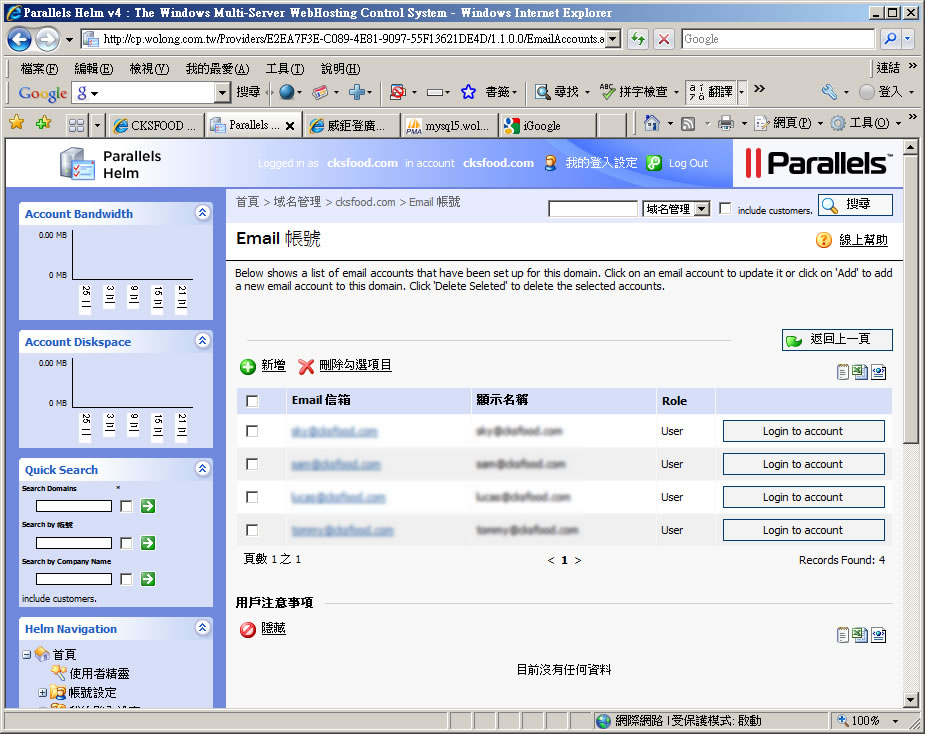 Parallels Helm v4 : The Windows Multi-Server WebHosting Control System - Windows Internet Explorer
http://cp.wolong.com.tw/Providers/E2EA7F3E-C089-4E81-9097-55F13621DE4D/1.1.0.0/EmailAccounts.a
Google
檔案(F) 編輯(E) 檢視(V) 我的最愛(A) 工具(T) 說明(H) 連結 »
Google g 搜尋 書籤 尋找 拼字檢查 翻譯 » 登入
CKSFOOD ... Parallels ... 威鉅登廣... mysql5.wol... iGoogle 網頁(P) 工具(O) »
Parallels
Helm
Logged in as cksfood.com in account cksfood.com 我的登入設定 Log Out
Parallels™
Account Bandwidth
0.00 MB
0 MB
25 二
3 三
9 三
15 三
21 三
Account Diskspace
0.00 MB
0 MB
25 二
3 三
9 三
15 三
21 三
Quick Search
Search Domains *
Search by 帳號
Search by Company Name
include customers.
Helm Navigation
首頁
使用者精靈
帳號設定
首頁 > 域名管理 > cksfood.com > Email 帳號
域名管理 include customers. 搜尋
Email 帳號
線上幫助
Below shows a list of email accounts that have been set up for this domain. Click on an email account to update it or click on 'Add' to add
a new email account to this domain. Click 'Delete Seleted' to delete the selected accounts.
返回上一頁
新增 刪除勾選項目
Email 信箱 顯示名稱 Role
sky@cksfood.com sky@cksfood.com User Login to account
sam@cksfood.com sam@cksfood.com User Login to account
lucas@cksfood.com lucas@cksfood.com User Login to account
tommy@cksfood.com tommy@cksfood.com User Login to account
頁數 1 之 1 < 1 > Records Found: 4
用戶注意事項
隱藏
目前沒有任何資料
網際網路 | 受保護模式: 啟動 100%